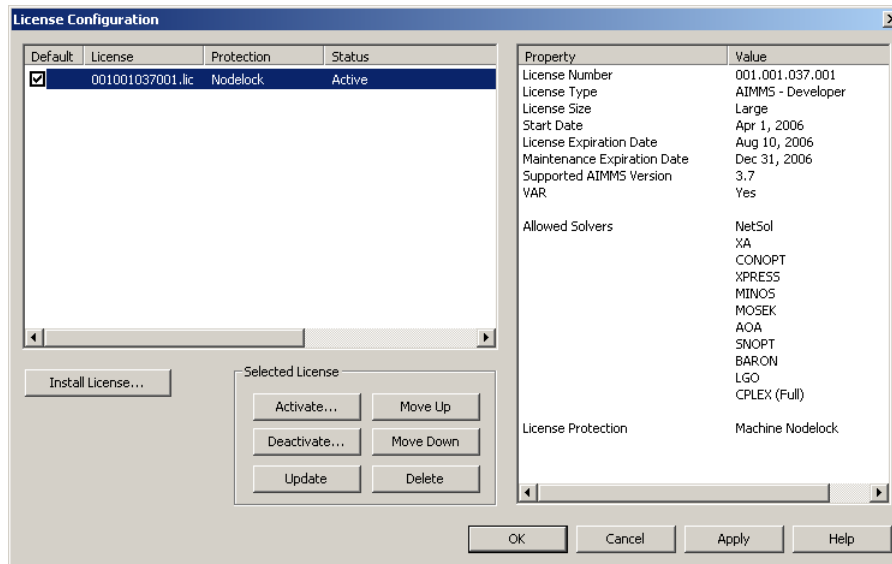 License Configuration
Default License Protection Status
001001037001.lic Nodelock Active
Install License...
Selected License
Activate... Move Up
Deactivate... Move Down
Update Delete
Property Value
License Number 001.001.037.001
License Type AIMMS - Developer
License Size Large
Start Date Apr 1, 2006
License Expiration Date Aug 10, 2006
Maintenance Expiration Date Dec 31, 2006
Supported AIMMS Version 3.7
VAR Yes
Allowed Solvers NetSol
XA
CONOPT
XPRESS
MINOS
MOSEK
AOA
SNOPT
BARON
LGO
CPLEX (Full)
License Protection Machine Nodelock
OK Cancel Apply Help